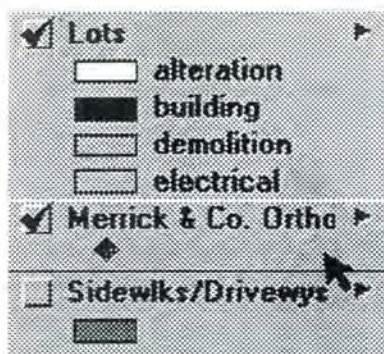 Lots
alteration
building
demolition
electrical
Merrick & Co. Ortho
Sidewlks/Drivewys